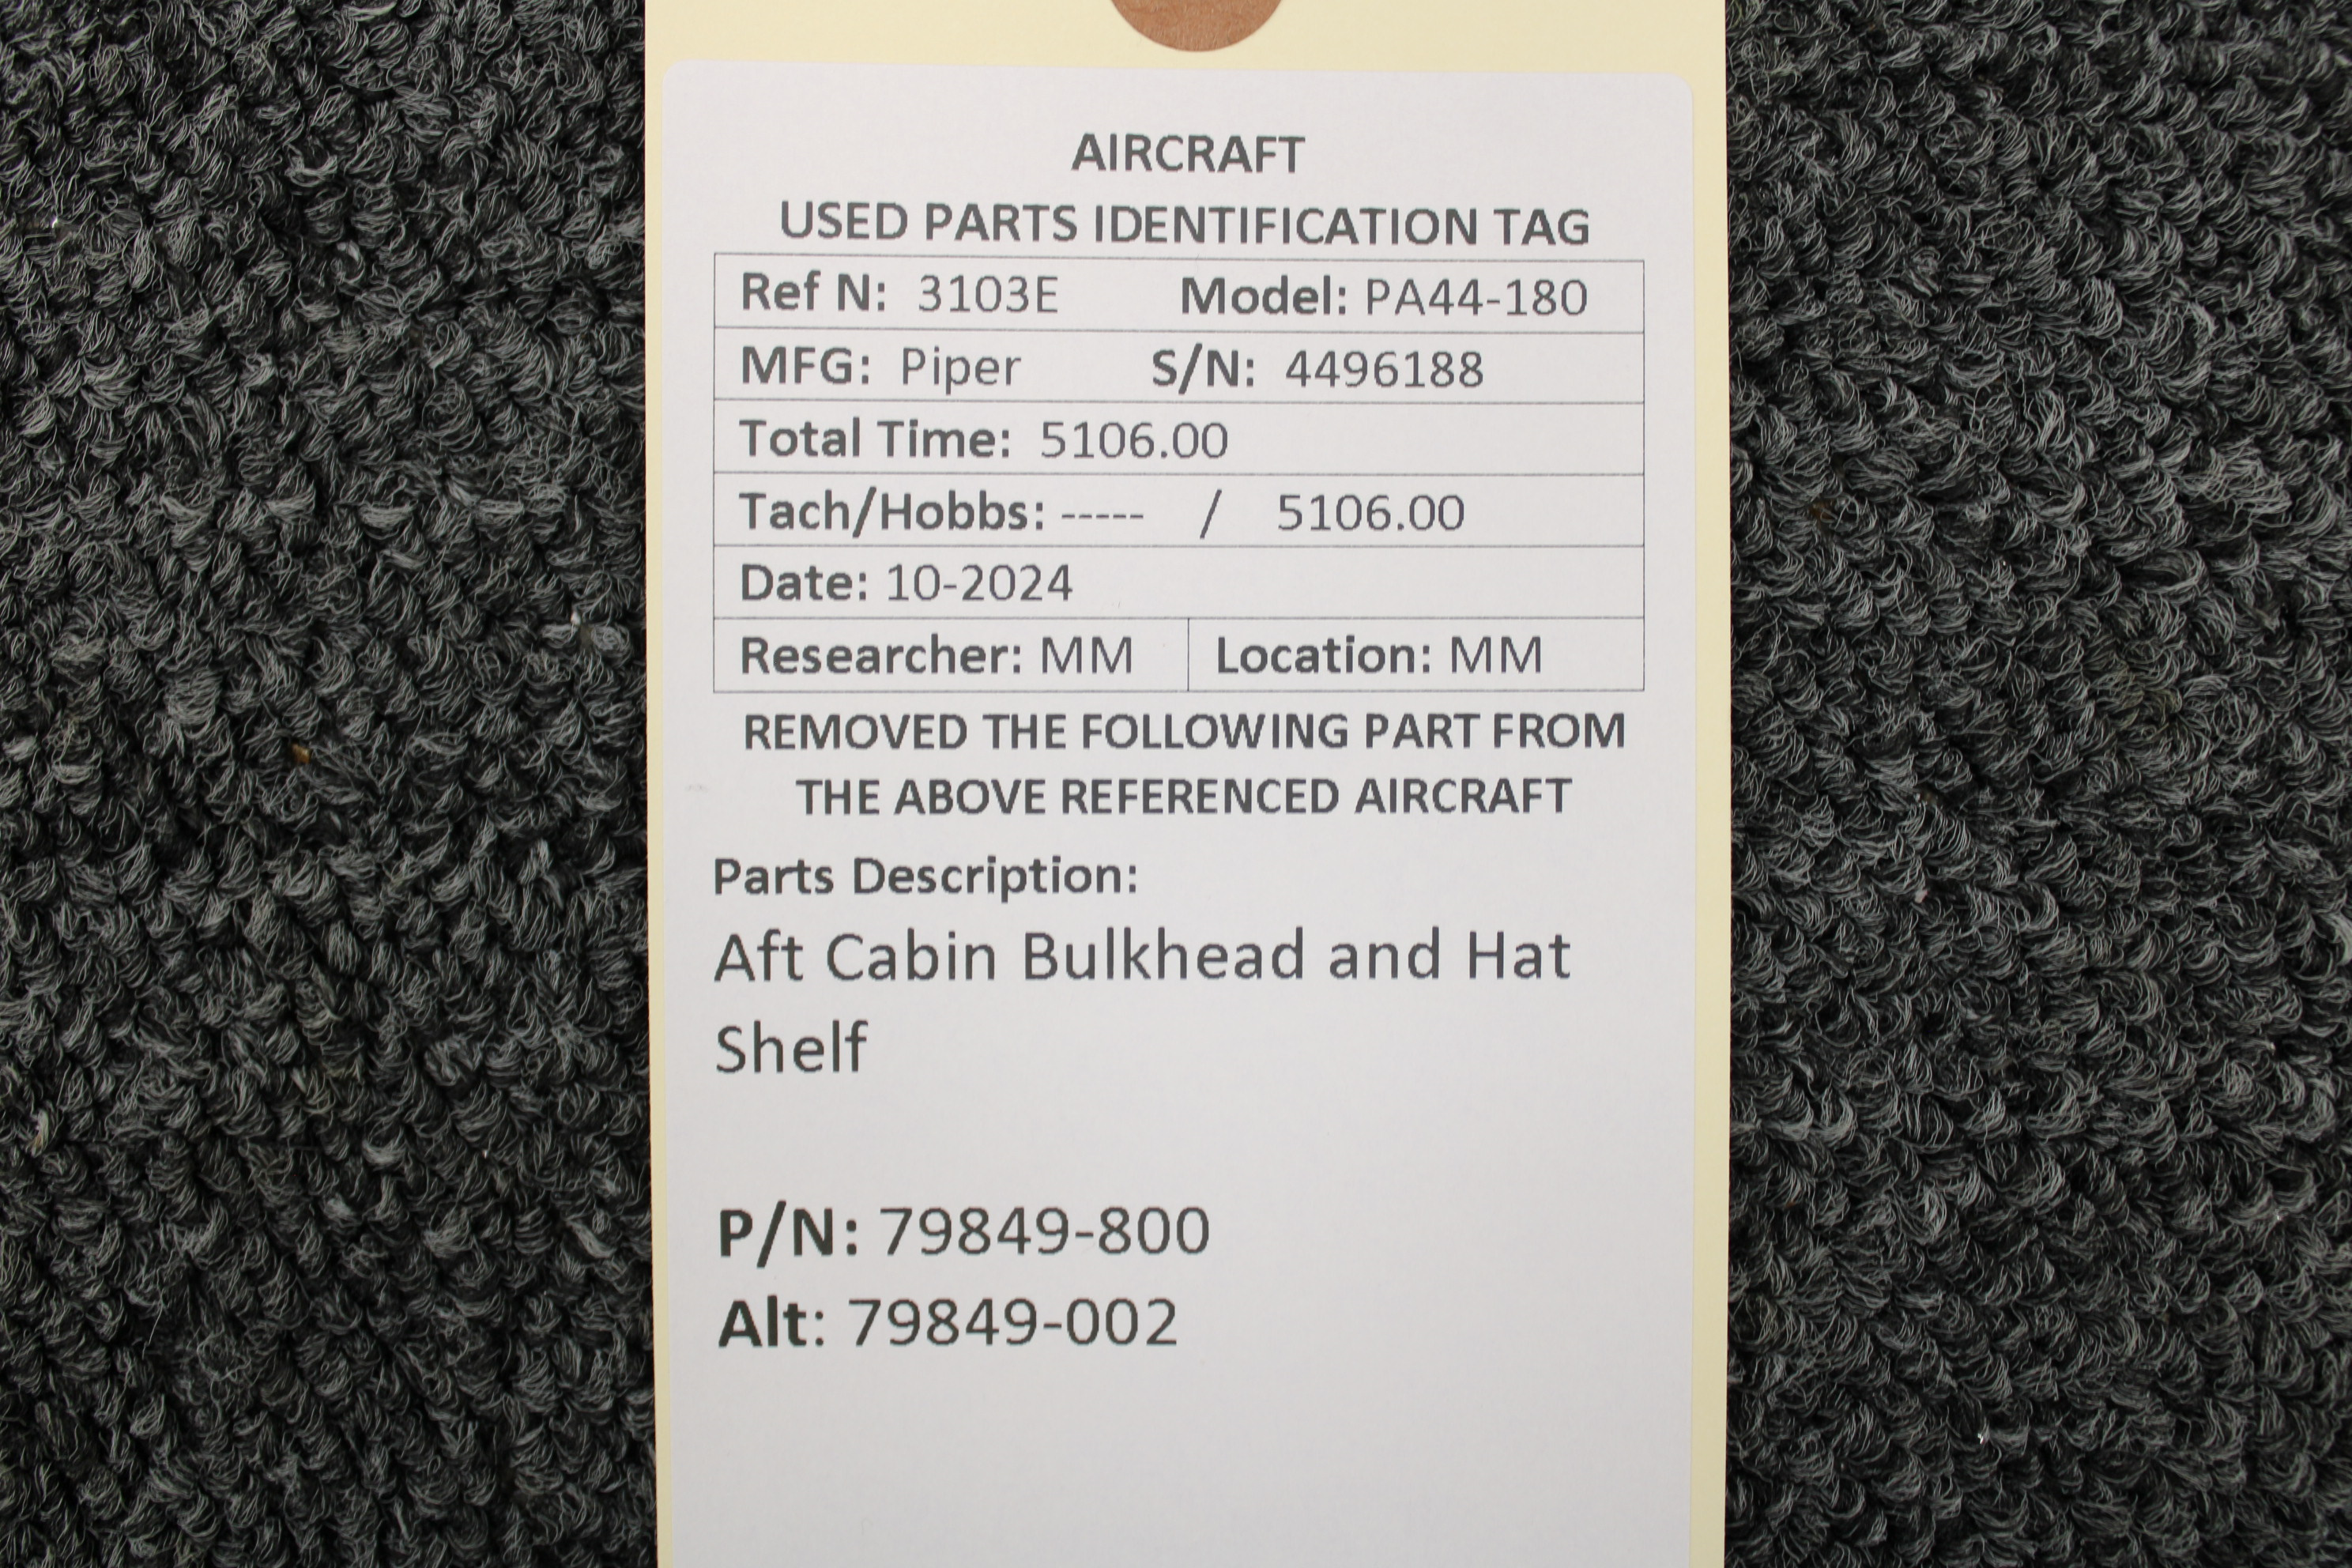 AIRCRAFT
USED PARTS IDENTIFICATION TAG
Ref N: 3103E Model: PA44-180
MFG: Piper S/N: 4496188
Total Time: 5106.00
Tach/Hobbs: ----- / 5106.00
Date: 10-2024
Researcher: MM Location: MM
REMOVED THE FOLLOWING PART FROM
THE ABOVE REFERENCED AIRCRAFT
Parts Description:
Aft Cabin Bulkhead and Hat
Shelf
P/N: 79849-800
Alt: 79849-002